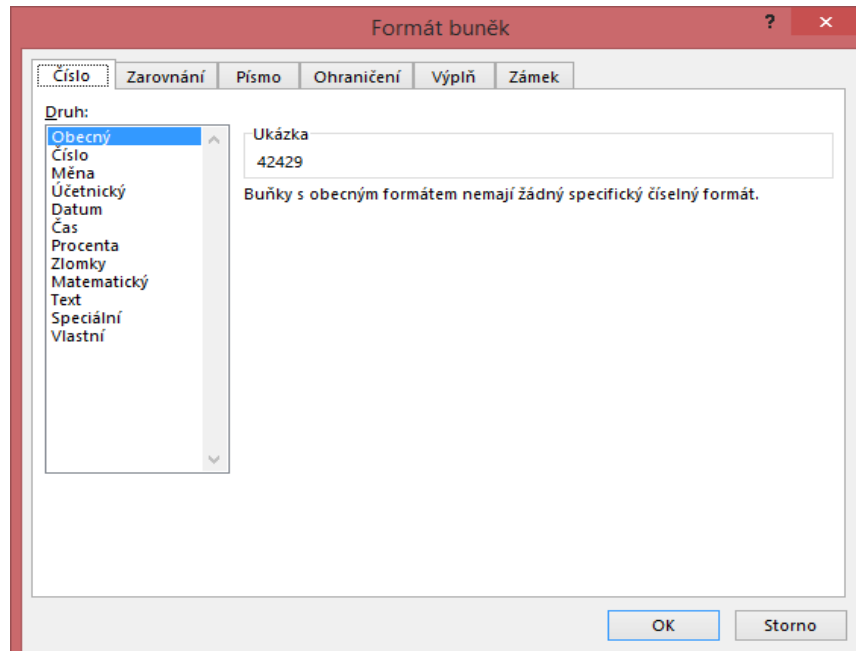 Formát buněk
? ×
Číslo Zarovnání Písmo Ohraničení Výplň Zámek
Druh:
Obecný
Číslo
Měna
Účetnický
Datum
Čas
Procenta
Zlomky
Matematický
Text
Speciální
Vlastní
Ukázka
42429
Buňky s obecným formátem nemají žádný specifický číselný formát.
OK Storno